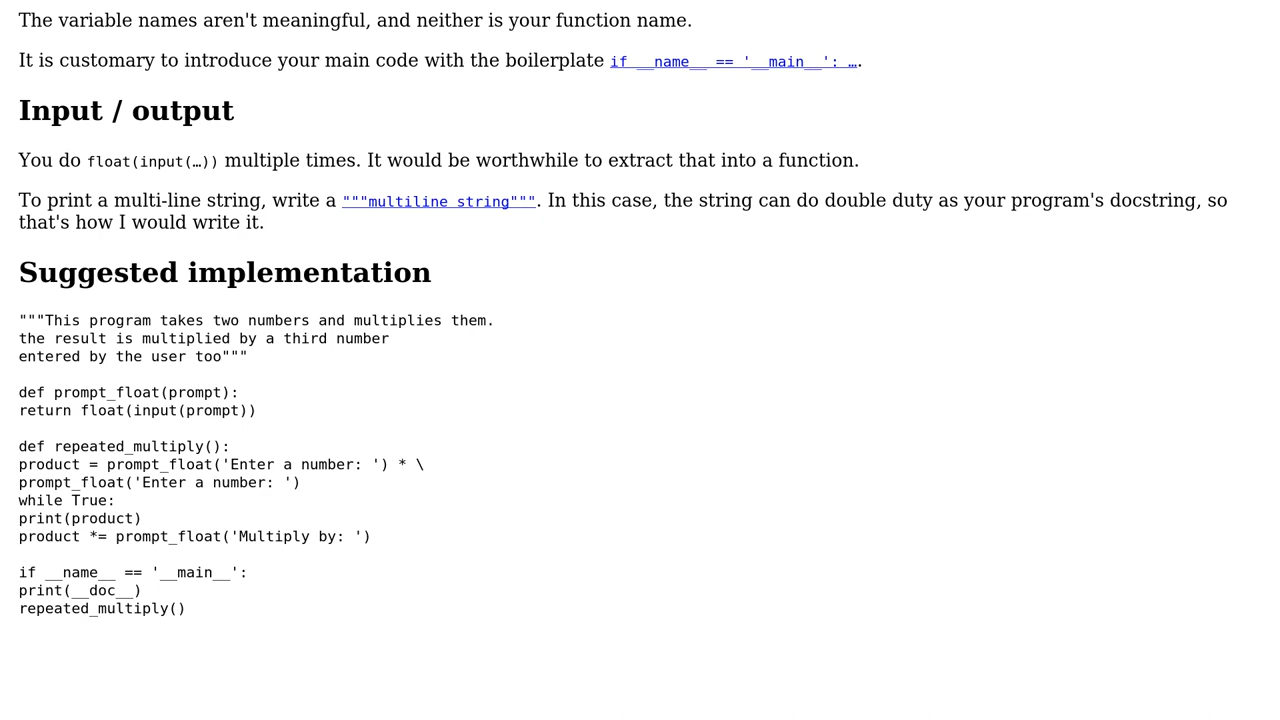 The variable names aren't meaningful, and neither is your function name.
It is customary to introduce your main code with the boilerplate if __name__ == '__main__': ….
Input / output
You do float(input(…)) multiple times. It would be worthwhile to extract that into a function.
To print a multi-line string, write a """multiline string""". In this case, the string can do double duty as your program's docstring, so
that's how I would write it.
Suggested implementation
"""This program takes two numbers and multiplies them.
the result is multiplied by a third number
entered by the user too"""
def prompt_float(prompt):
return float(input(prompt))
def repeated_multiply():
product = prompt_float('Enter a number: ') * \
prompt_float('Enter a number: ')
while True:
print(product)
product *= prompt_float('Multiply by: ')
if __name__ == '__main__':
print(__doc__)
repeated_multiply()